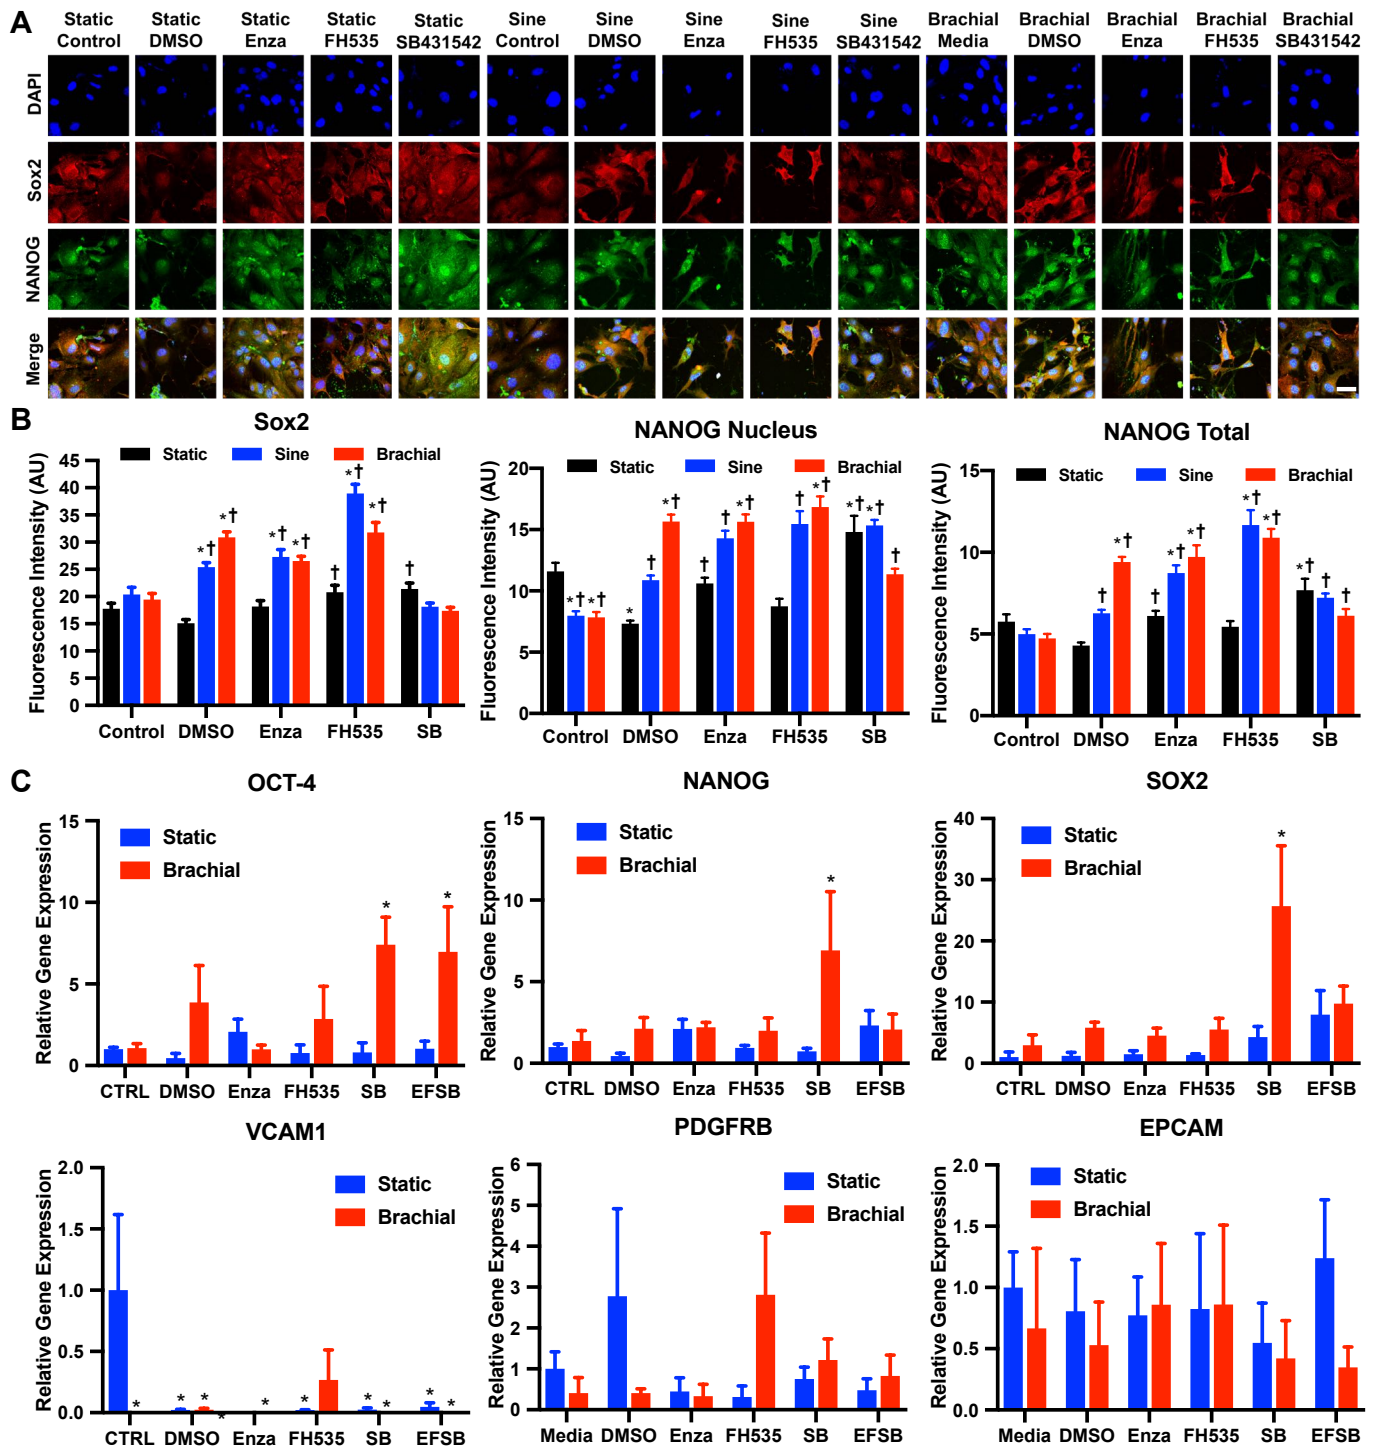 A
Static Control
Static DMSO
Static Enza
Static FH535
Static SB431542
Sine Control
Sine DMSO
Sine Enza
Sine FH535
Sine SB431542
Brachial Media
Brachial DMSO
Brachial Enza
Brachial FH535
Brachial SB431542
DAPI
Sox2
NANOG
Merge
B
Sox2
Static Sine Brachial
Fluorescence Intensity (AU)
45
40
35
30
25
20
15
10
5
0
*† *† *† *† † *† *† †
Control DMSO Enza FH535 SB
NANOG Nucleus
Static Sine Brachial
Fluorescence Intensity (AU)
20
15
10
5
0
*† *† * † *† † † *† † *† *† *† †
Control DMSO Enza FH535 SB
NANOG Total
Static Sine Brachial
Fluorescence Intensity (AU)
15
10
5
0
† *† † *† *† *† *† *† † †
Control DMSO Enza FH535 SB
C
OCT-4
Static
Brachial
Relative Gene Expression
15
10
5
0
* *
CTRL DMSO Enza FH535 SB EFSB
NANOG
Static
Brachial
Relative Gene Expression
15
10
5
0
*
CTRL DMSO Enza FH535 SB EFSB
SOX2
Static
Brachial
Relative Gene Expression
40
30
20
10
0
*
CTRL DMSO Enza FH535 SB EFSB
VCAM1
Static
Brachial
Relative Gene Expression
2.0
1.5
1.0
0.5
0.0
* * * * * * * * * *
CTRL DMSO Enza FH535 SB EFSB
PDGFRB
Static
Brachial
Relative Gene Expression
6
5
4
3
2
1
0
Media DMSO Enza FH535 SB EFSB
EPCAM
Static
Brachial
Relative Gene Expression
2.0
1.5
1.0
0.5
0.0
Media DMSO Enza FH535 SB EFSB